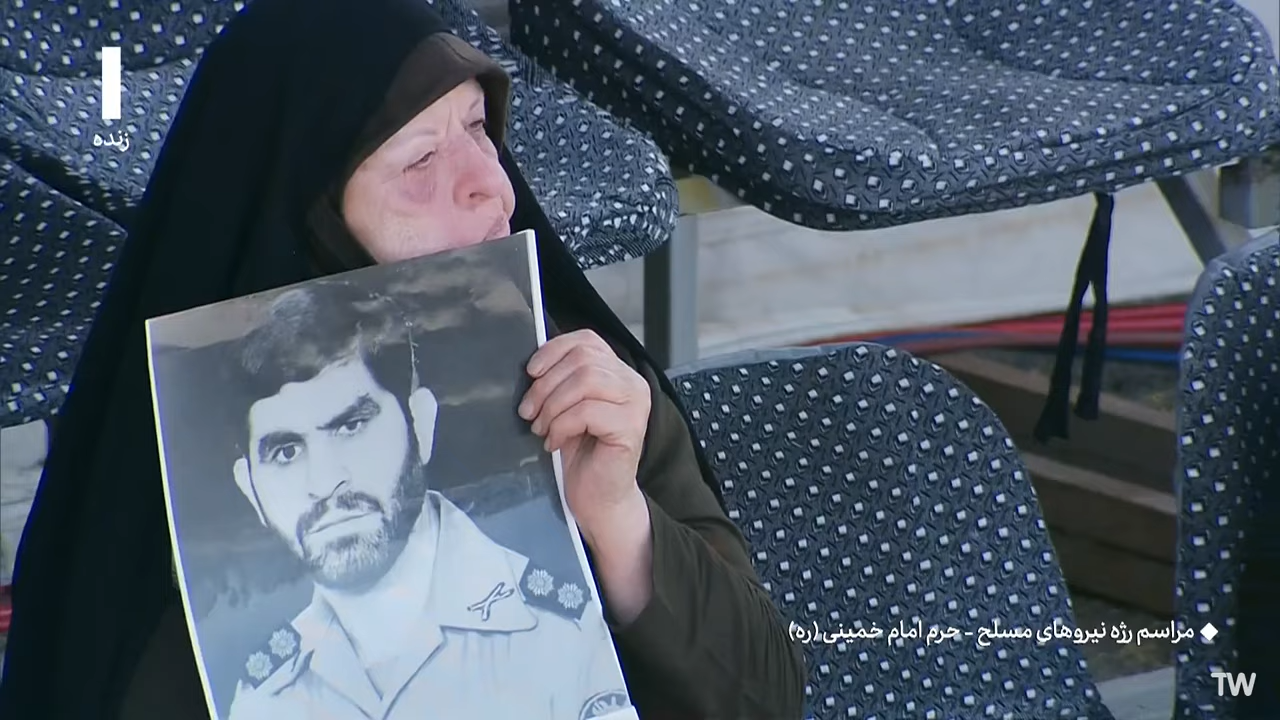 زنده
◆ مراسم رژه نیروهای مسلح - حرم امام خمینی(ره)
TW